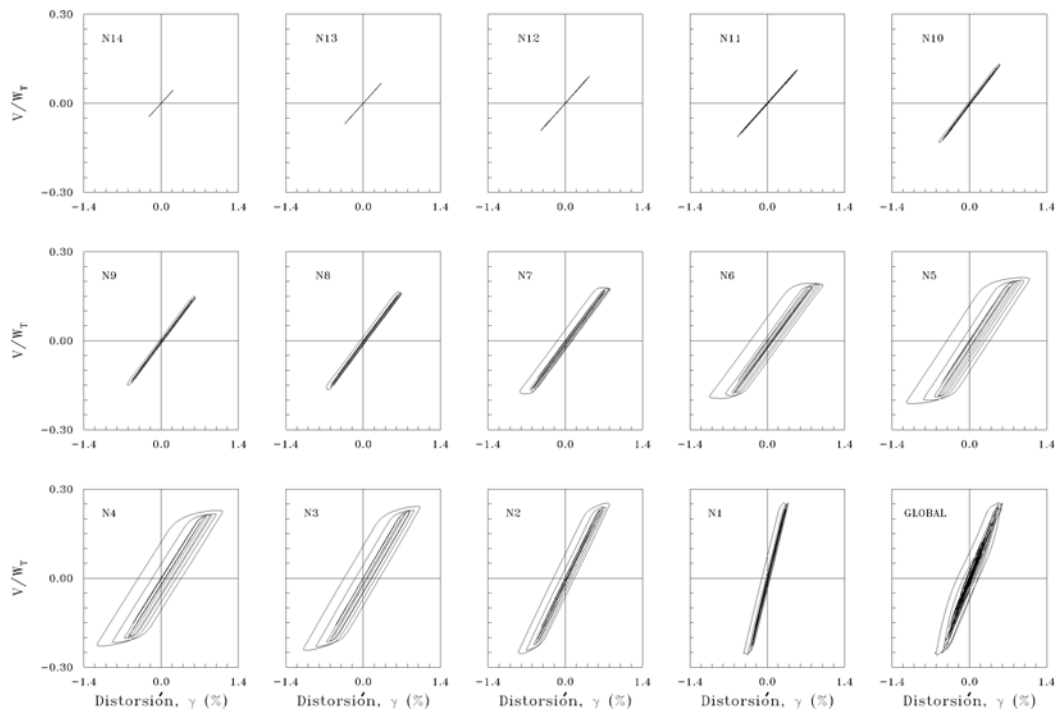 0.30
N14 N13 N12 N11 N10
V/W_T 0.00
−0.30
−1.4 0.0 1.4 −1.4 0.0 1.4 −1.4 0.0 1.4 −1.4 0.0 1.4 −1.4 0.0 1.4
0.30
N9 N8 N7 N6 N5
V/W_T 0.00
−0.30
−1.4 0.0 1.4 −1.4 0.0 1.4 −1.4 0.0 1.4 −1.4 0.0 1.4 −1.4 0.0 1.4
0.30
N4 N3 N2 N1 GLOBAL
V/W_T 0.00
−0.30
−1.4 0.0 1.4 −1.4 0.0 1.4 −1.4 0.0 1.4 −1.4 0.0 1.4 −1.4 0.0 1.4
Distorsión, γ (%) Distorsión, γ (%) Distorsión, γ (%) Distorsión, γ (%) Distorsión, γ (%)